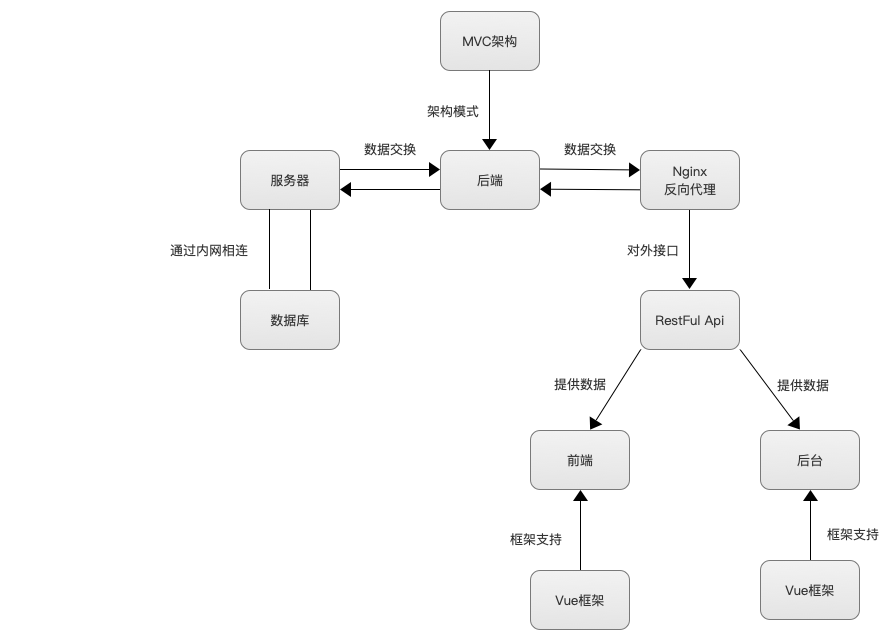 MVC架构
架构模式
数据交换
数据交换
服务器
后端
Nginx
反向代理
通过内网相连
对外接口
数据库
RestFul Api
提供数据
提供数据
前端
后台
框架支持
框架支持
Vue框架
Vue框架